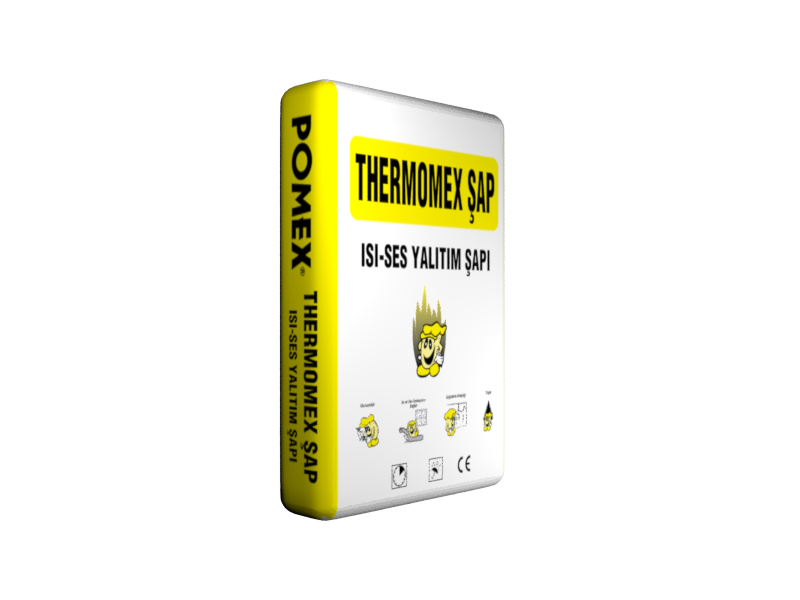 POMEX®
THERMOMEX ŞAP
ISI-SES YALITIM ŞAPI
THERMOMEX ŞAP
ISI-SES YALITIM ŞAPI
CE